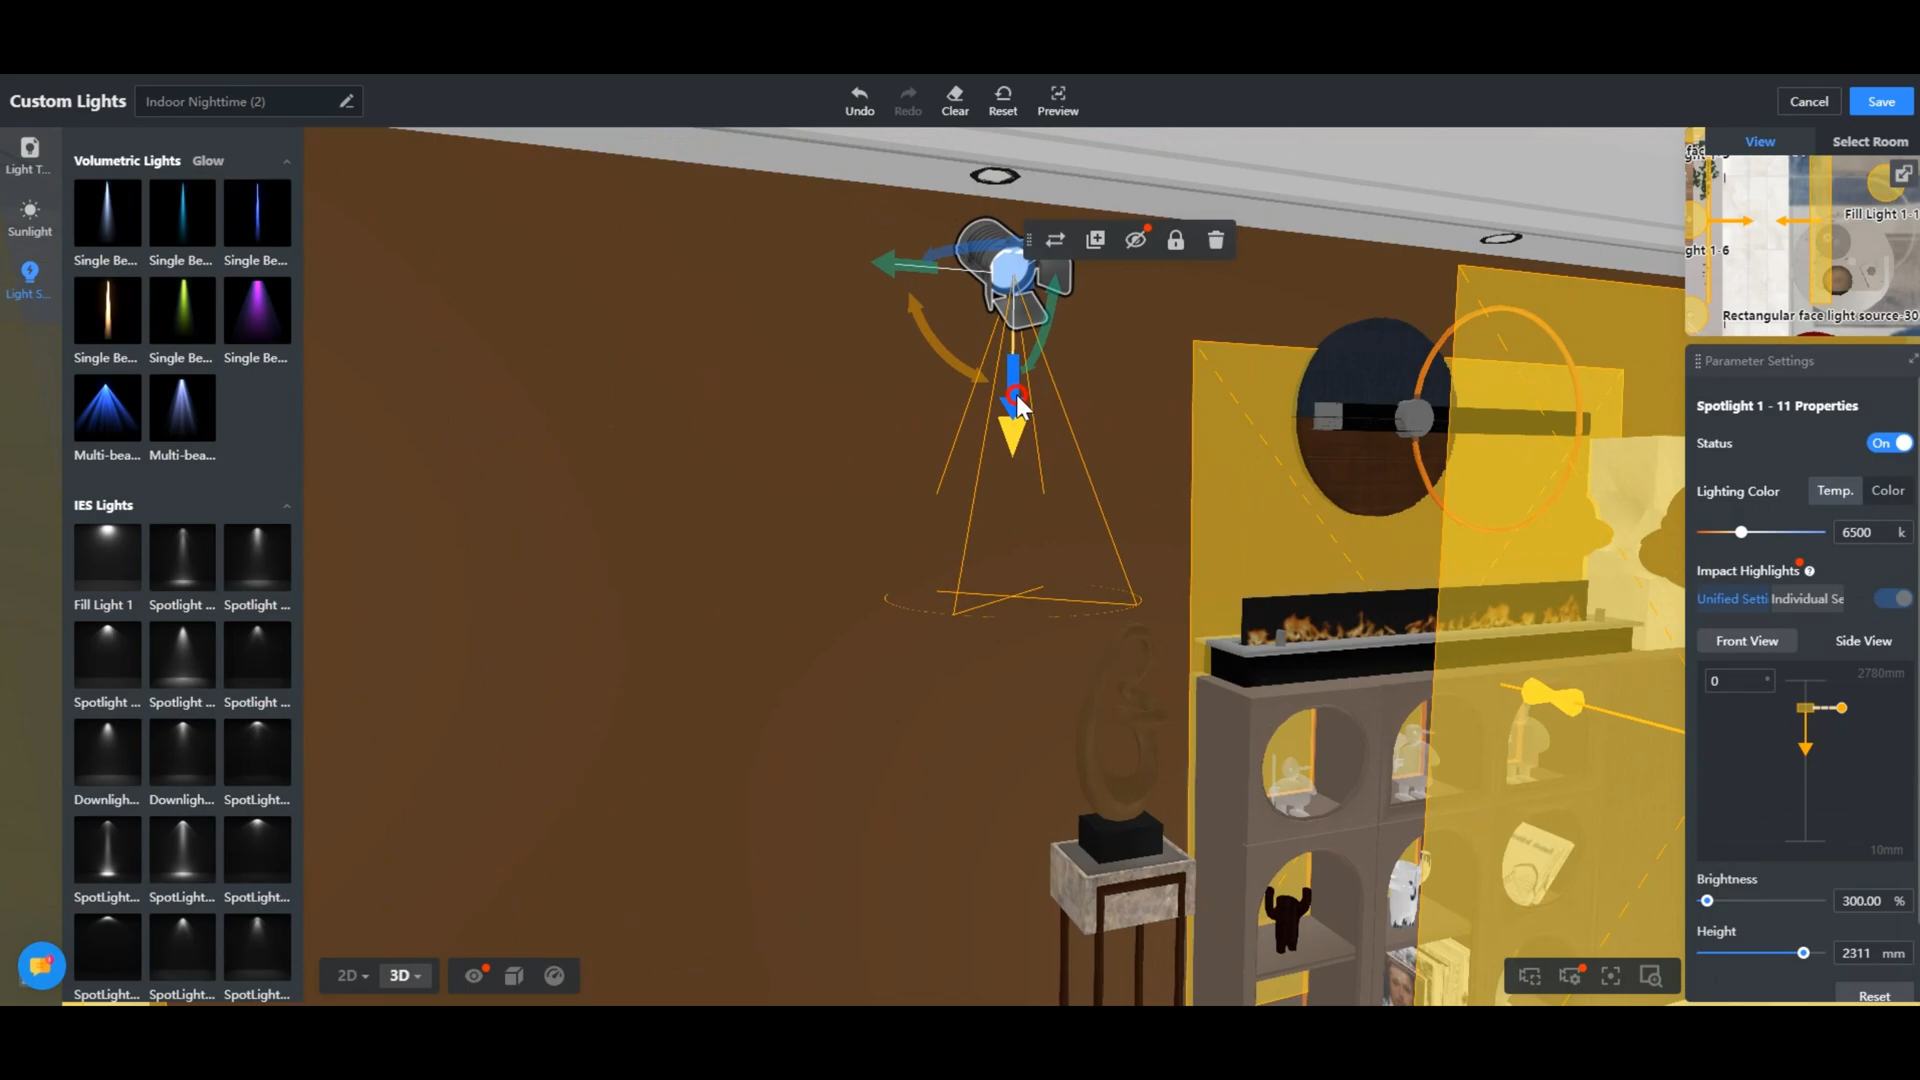 Custom Lights
Indoor Nighttime (2)
Undo
Redo
Clear
Reset
Preview
Cancel
Save
Light T...
Sunlight
Light S...
Volumetric Lights Glow
Single Be... Single Be... Single Be...
Single Be... Single Be... Single Be...
Multi-bea... Multi-bea...
IES Lights
Fill Light 1 Spotlight ... Spotlight ...
Spotlight ... Spotlight ... Spotlight ...
Downligh... Downligh... SpotLight...
SpotLight... SpotLight... SpotLight...
SpotLight... SpotLight... SpotLight...
2D
3D
View
Select Room
Fill Light 1-1
ght 1-6
Rectangular face light source-30
Parameter Settings
Spotlight 1 - 11 Properties
Status On
Lighting Color Temp. Color
6500 k
Impact Highlights
Unified Setti Individual Se
Front View Side View
0 °
2780mm
10mm
Brightness
300.00 %
Height
2311 mm
Reset